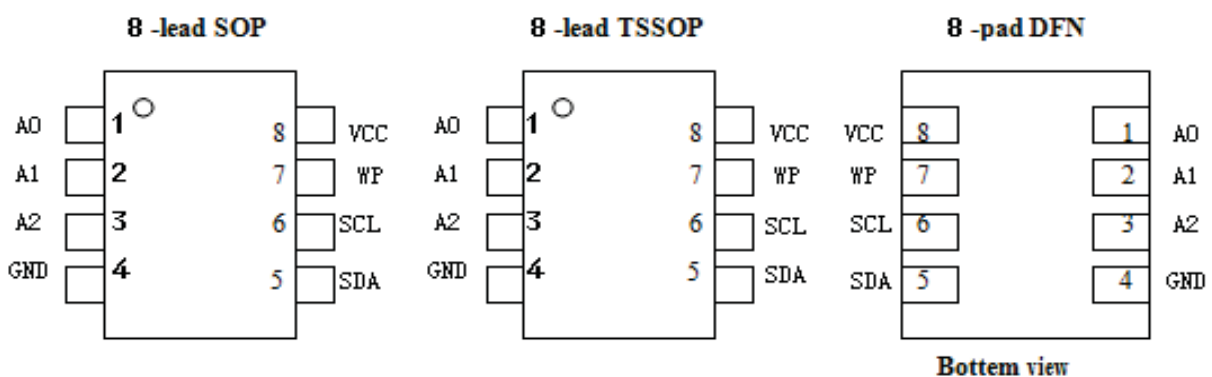 8 -lead SOP 8 -lead TSSOP 8 -pad DFN
A0 1 8 VCC A0 1 8 VCC VCC 8 1 A0
A1 2 7 WP A1 2 7 WP WP 7 2 A1
A2 3 6 SCL A2 3 6 SCL SCL 6 3 A2
GND 4 5 SDA GND 4 5 SDA SDA 5 4 GND
Bottem view